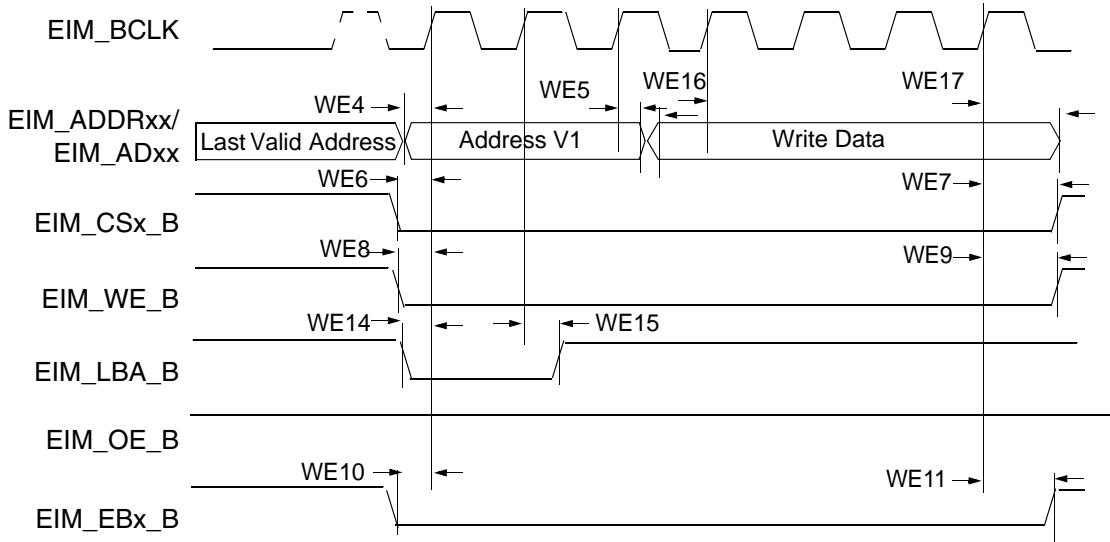 EIM_BCLK
WE4
WE5
WE16
WE17
EIM_ADDRxx/
EIM_ADxx
Last Valid Address
Address V1
Write Data
WE6
WE7
EIM_CSx_B
WE8
WE9
EIM_WE_B
WE14
WE15
EIM_LBA_B
EIM_OE_B
WE10
WE11
EIM_EBx_B